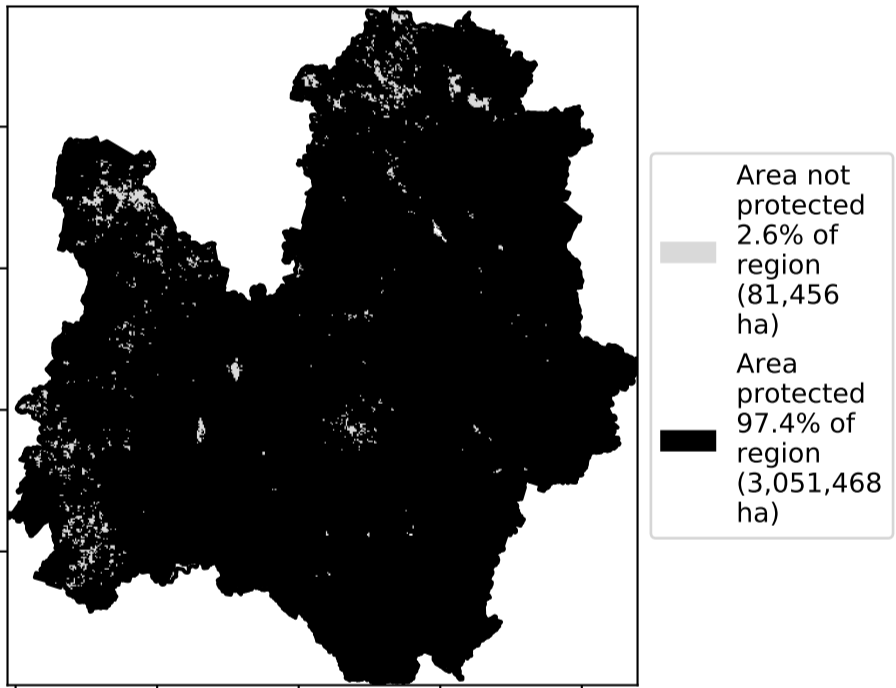 Area not
protected
2.6% of
region
(81,456
ha)
Area
protected
97.4% of
region
(3,051,468
ha)